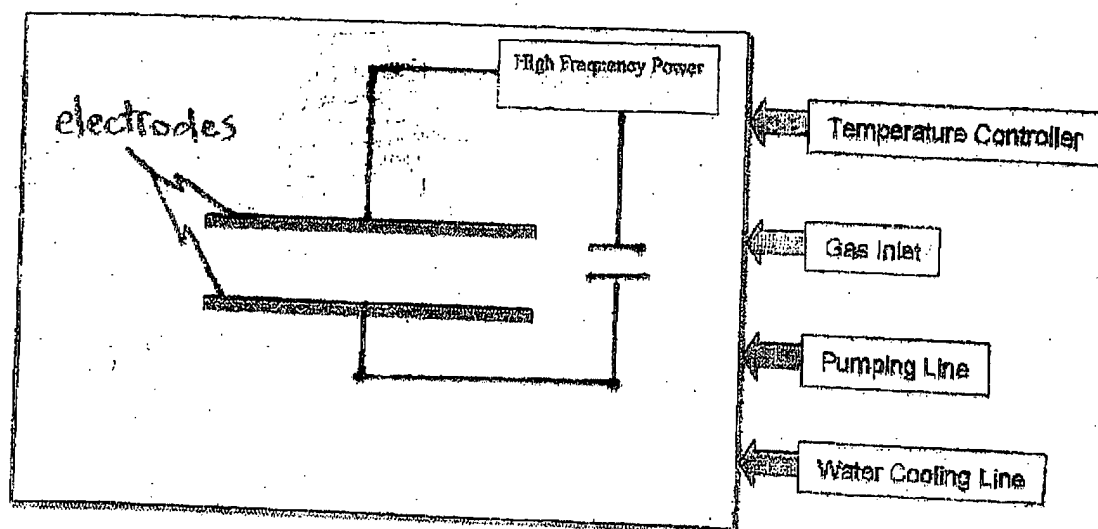 High Frequency Power
electrodes
Temperature Controller
Gas Inlet
Pumping Line
Water Cooling Line